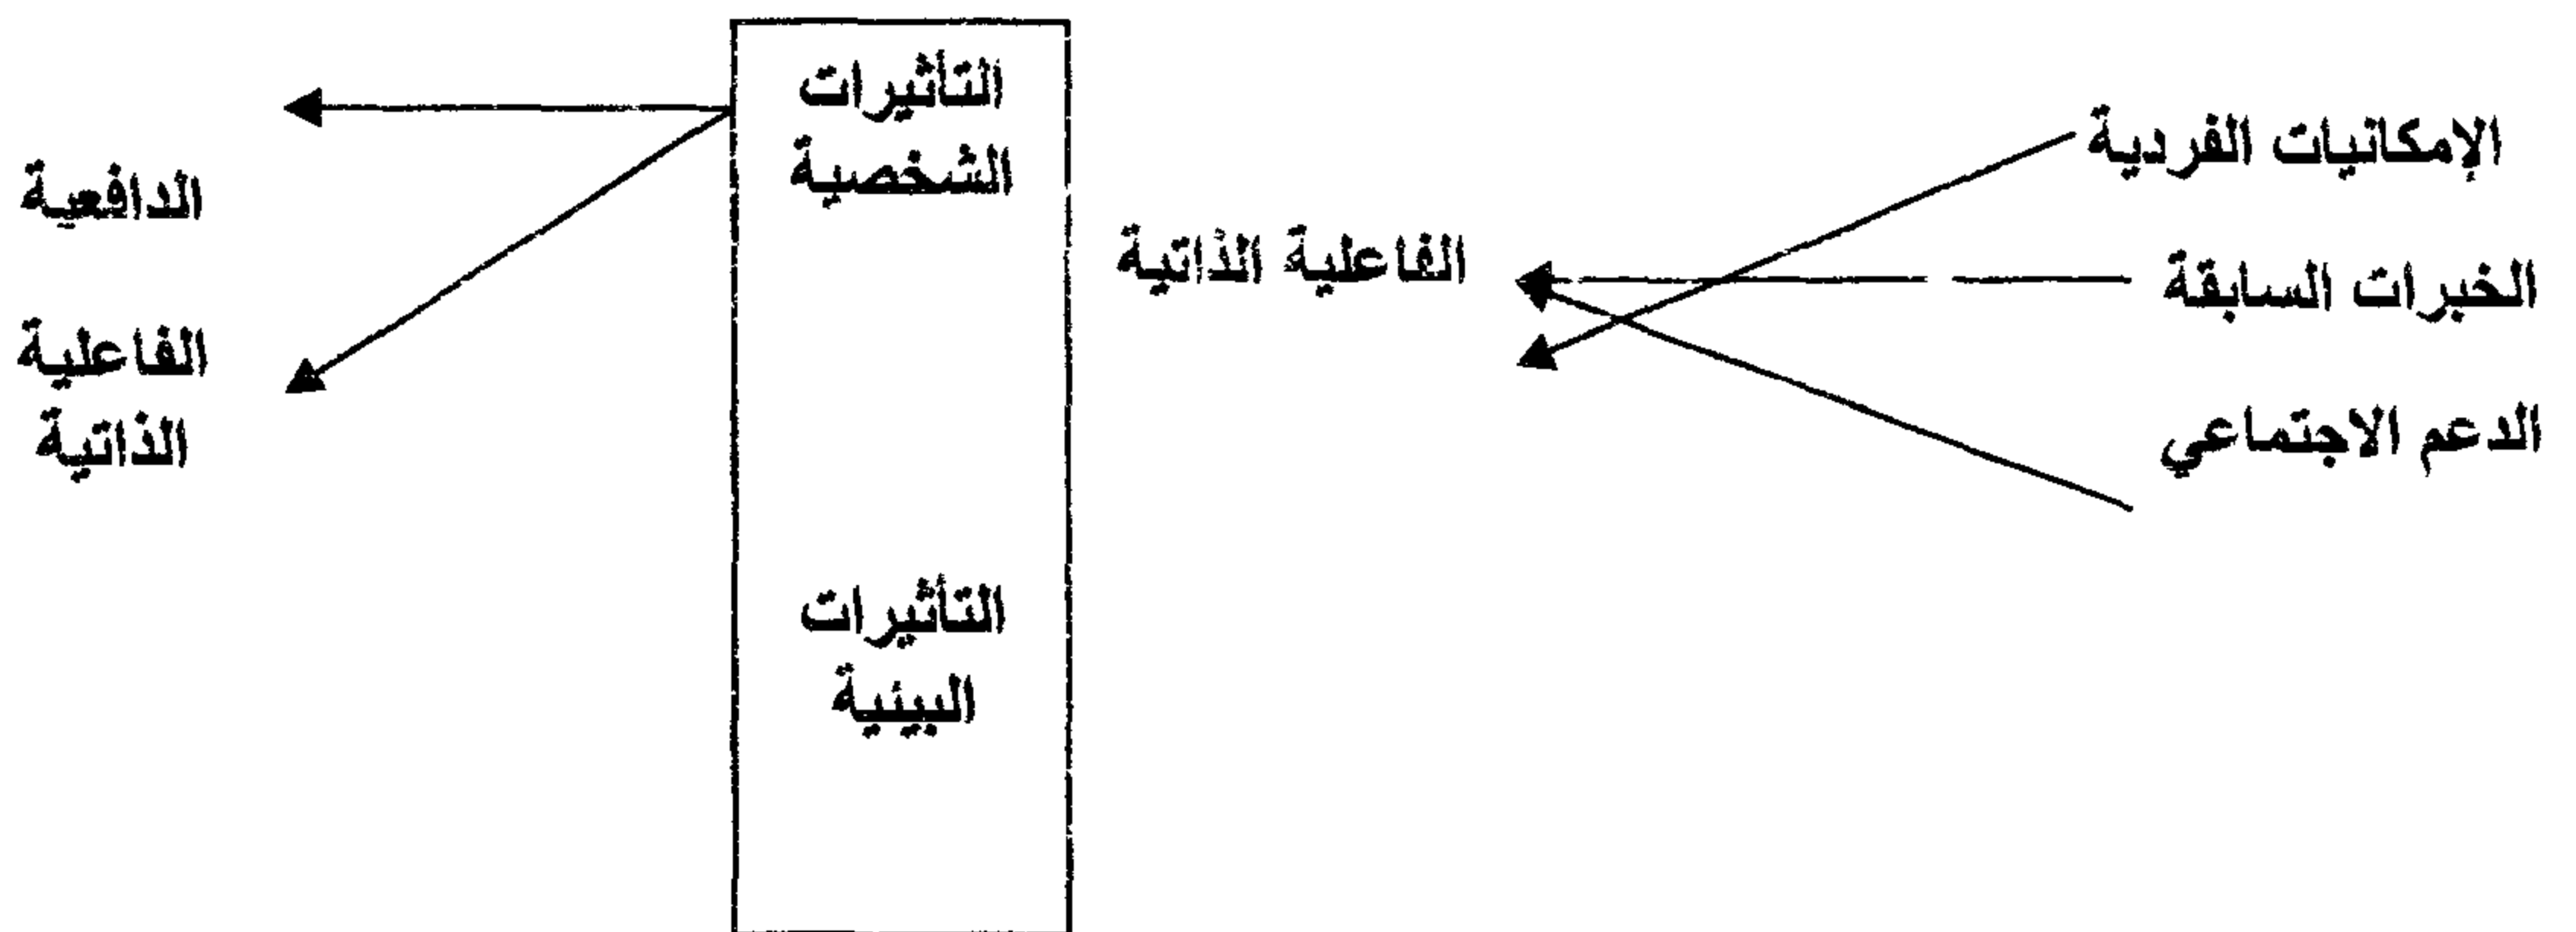 الإمكانيات الفردية
الخبرات السابقة
الدعم الاجتماعي
الفاعلية الذاتية
التأثيرات
الشخصية
التأثيرات
البيئية
الدافعية
الفاعلية
الذاتية